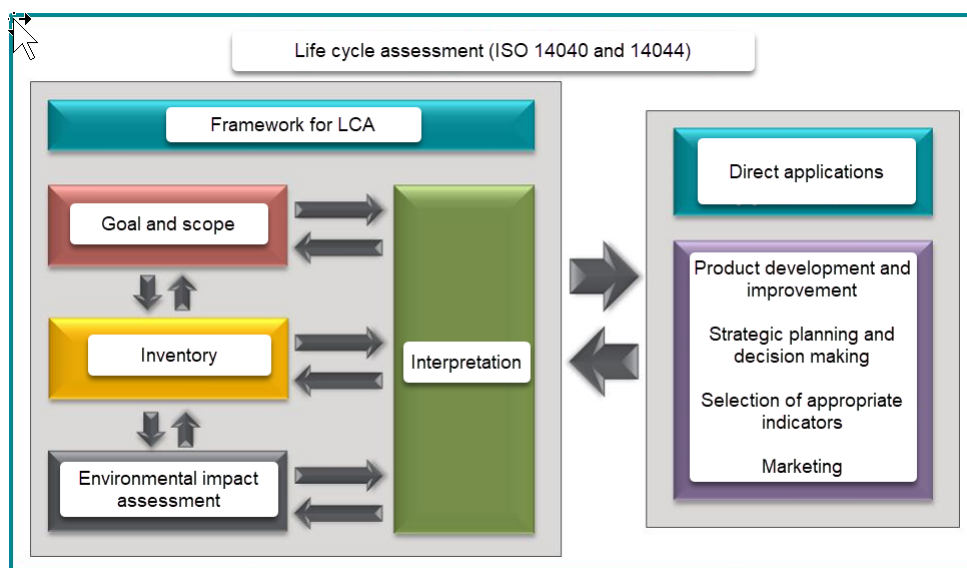 Life cycle assessment (ISO 14040 and 14044)
Framework for LCA
Goal and scope
Inventory
Environmental impact
assessment
Interpretation
Direct applications
Product development and
improvement
Strategic planning and
decision making
Selection of appropriate
indicators
Marketing